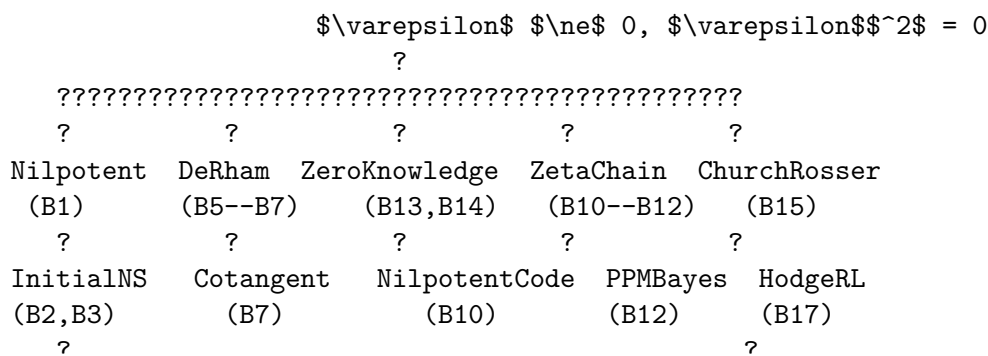 $\varepsilon$ $\ne$ 0, $\varepsilon$$^2$ = 0
?
?????????????????????????????????????????????
? ? ? ? ?
Nilpotent DeRham ZeroKnowledge ZetaChain ChurchRosser
(B1) (B5--B7) (B13,B14) (B10--B12) (B15)
? ? ? ? ?
InitialNS Cotangent NilpotentCode PPMBayes HodgeRL
(B2,B3) (B7) (B10) (B12) (B17)
? ?